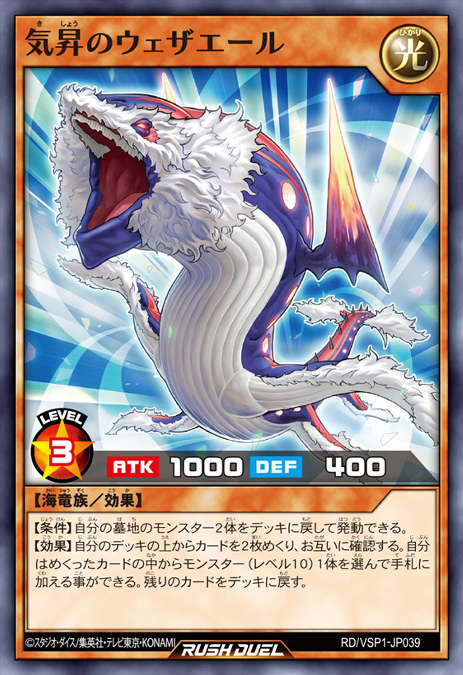 気昇のウェザエール
き しょう
ひかり
光
LEVEL
3
ATK 1000 DEF 400
【海竜族／効果】
【条件】自分の墓地のモンスター2体をデッキに戻して発動できる。
【効果】自分のデッキの上からカードを2枚めくり、お互いに確認する。自分
はめくったカードの中からモンスター（レベル10）1体を選んで手札に
加える事ができる。残りのカードをデッキに戻す。
©スタジオ・ダイス/集英社・テレビ東京・KONAMI
RUSH DUEL
RD/VSP1-JP039